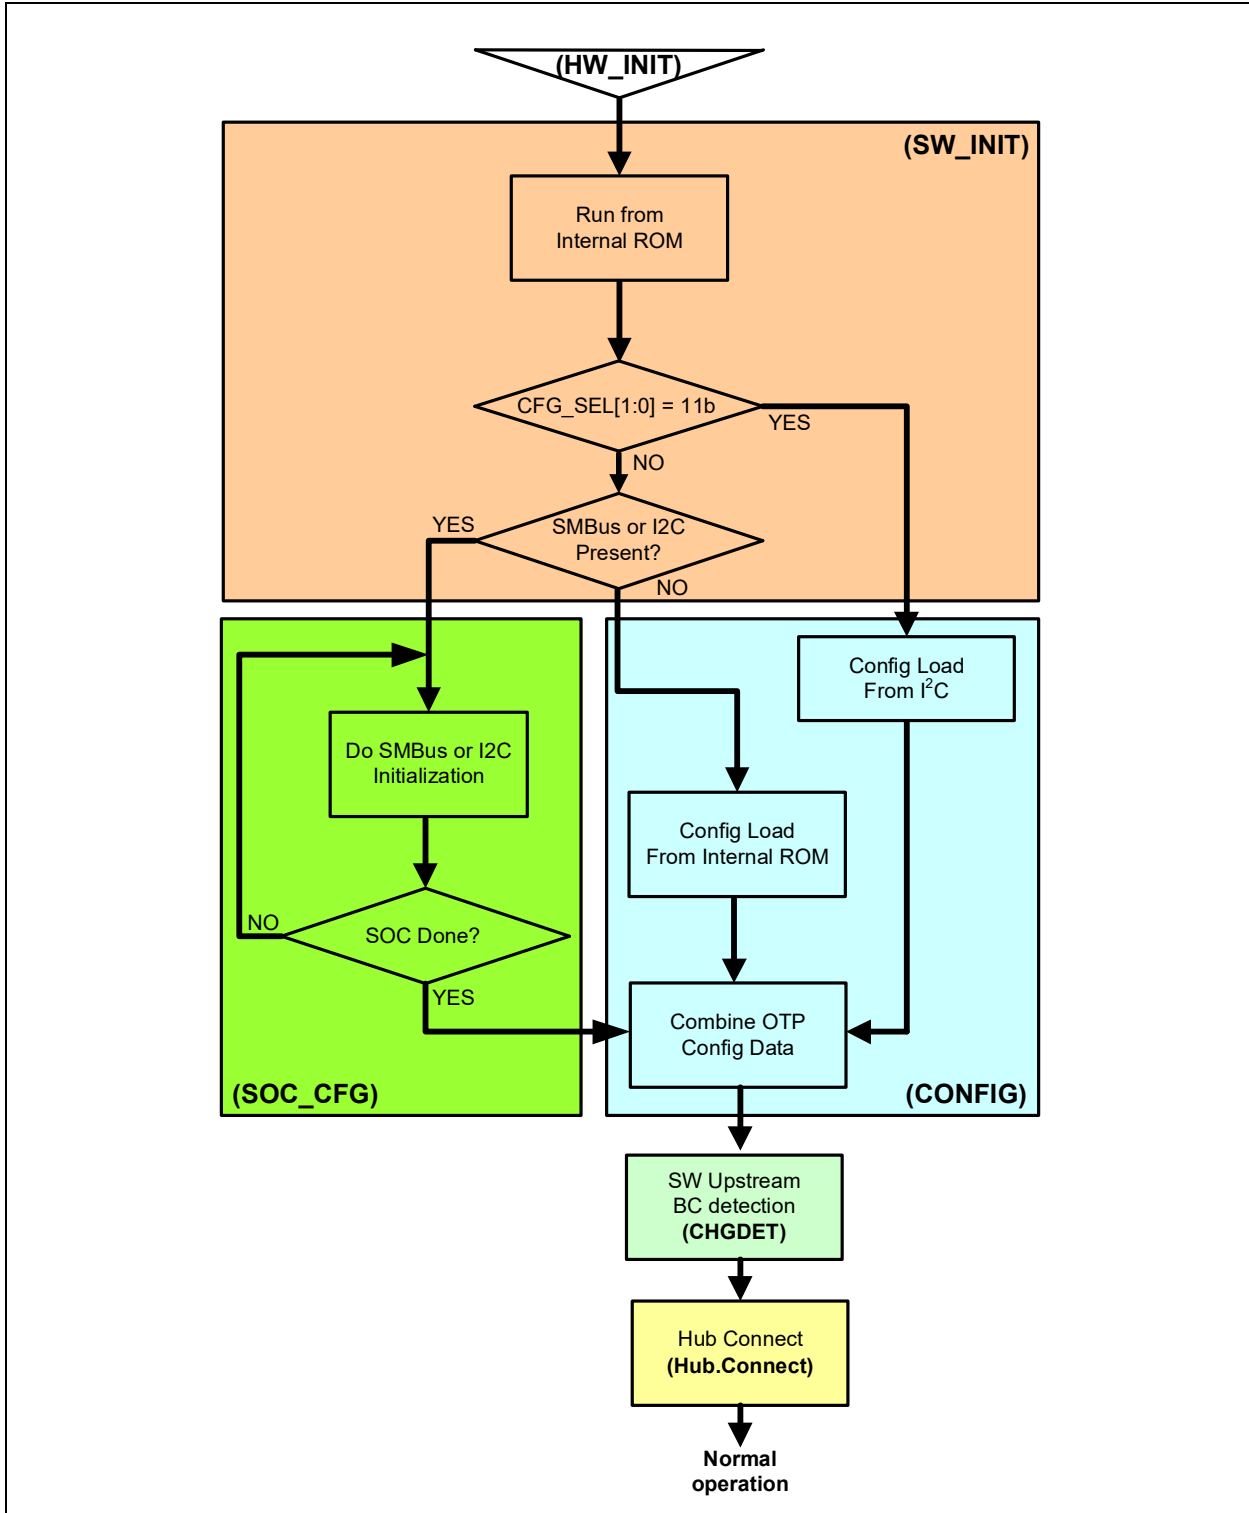 (HW_INIT)
(SW_INIT)
Run from
Internal ROM
CFG_SEL[1:0] = 11b
YES
NO
SMBus or I2C
Present?
YES
NO
Config Load
From I²C
Do SMBus or I2C
Initialization
Config Load
From Internal ROM
SOC Done?
NO
YES
Combine OTP
Config Data
(SOC_CFG)
(CONFIG)
SW Upstream
BC detection
(CHGDET)
Hub Connect
(Hub.Connect)
Normal
operation